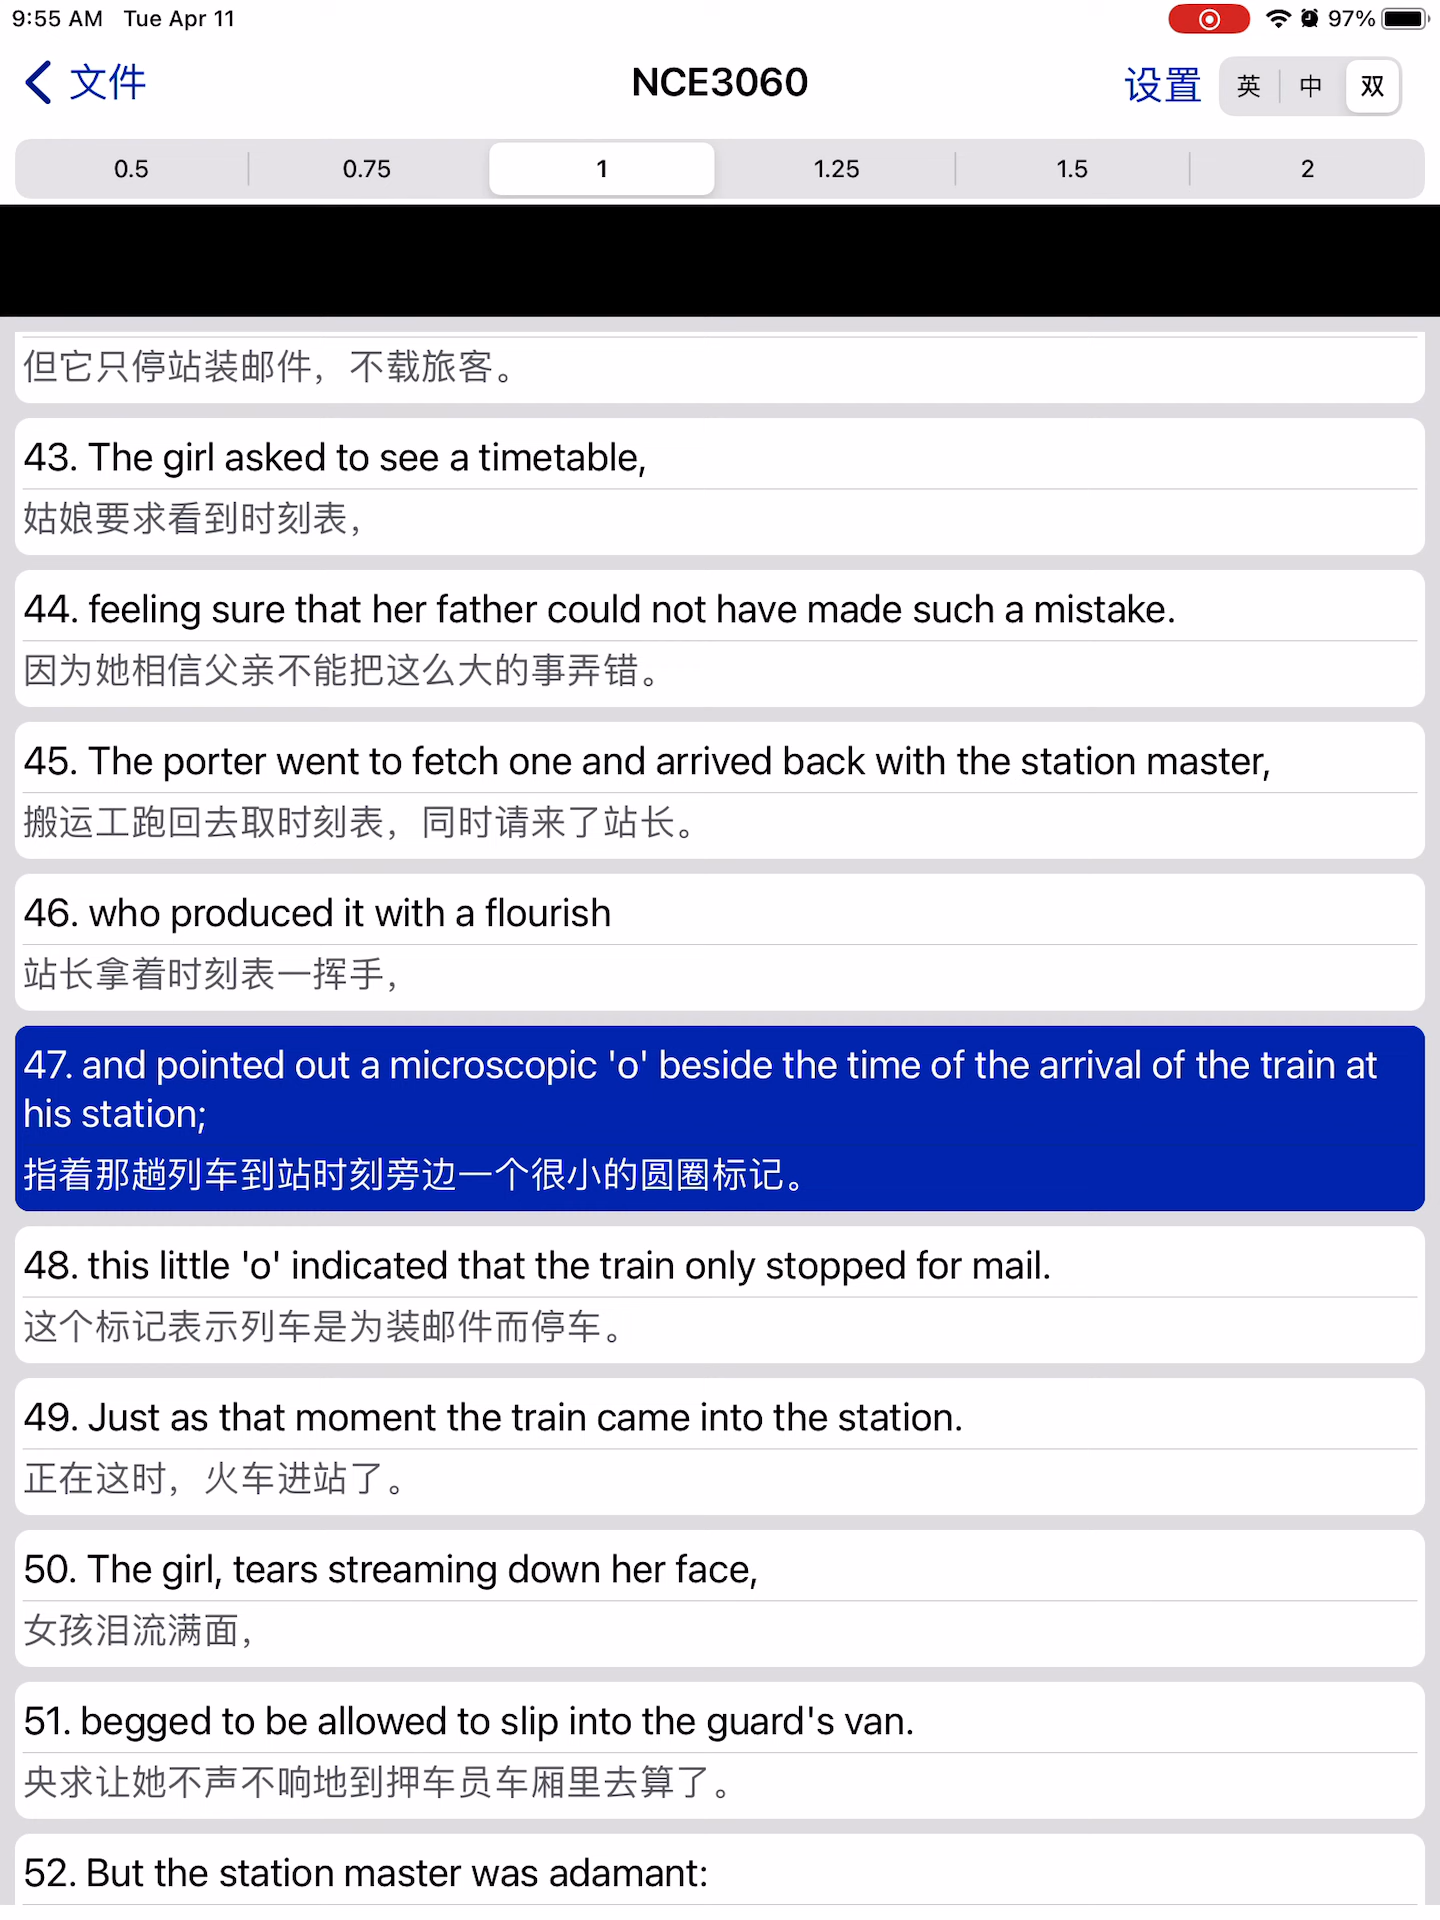 9:55 AM Tue Apr 11
97%
文件
NCE3060
设置
英
中
双
0.5
0.75
1
1.25
1.5
2
但它只停站装邮件，不载旅客。
43. The girl asked to see a timetable,
姑娘要求看到时刻表，
44. feeling sure that her father could not have made such a mistake.
因为她相信父亲不能把这么大的事弄错。
45. The porter went to fetch one and arrived back with the station master,
搬运工跑回去取时刻表，同时请来了站长。
46. who produced it with a flourish
站长拿着时刻表一挥手，
47. and pointed out a microscopic 'o' beside the time of the arrival of the train at
his station;
指着那趟列车到站时刻旁边一个很小的圆圈标记。
48. this little 'o' indicated that the train only stopped for mail.
这个标记表示列车是为装邮件而停车。
49. Just as that moment the train came into the station.
正在这时，火车进站了。
50. The girl, tears streaming down her face,
女孩泪流满面，
51. begged to be allowed to slip into the guard's van.
央求让她不声不响地到押车员车厢里去算了。
52. But the station master was adamant: